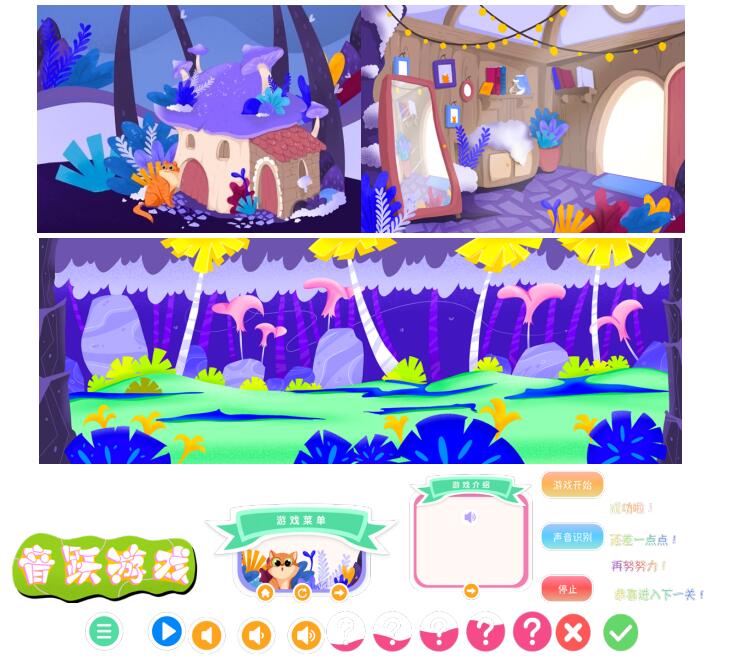 游戏介绍
游戏开始
成功啦！
游戏菜单
声音识别
还差一点点！
音跃游戏
再努努力！
停止
恭喜进入下一关！
? ? ? ? ?